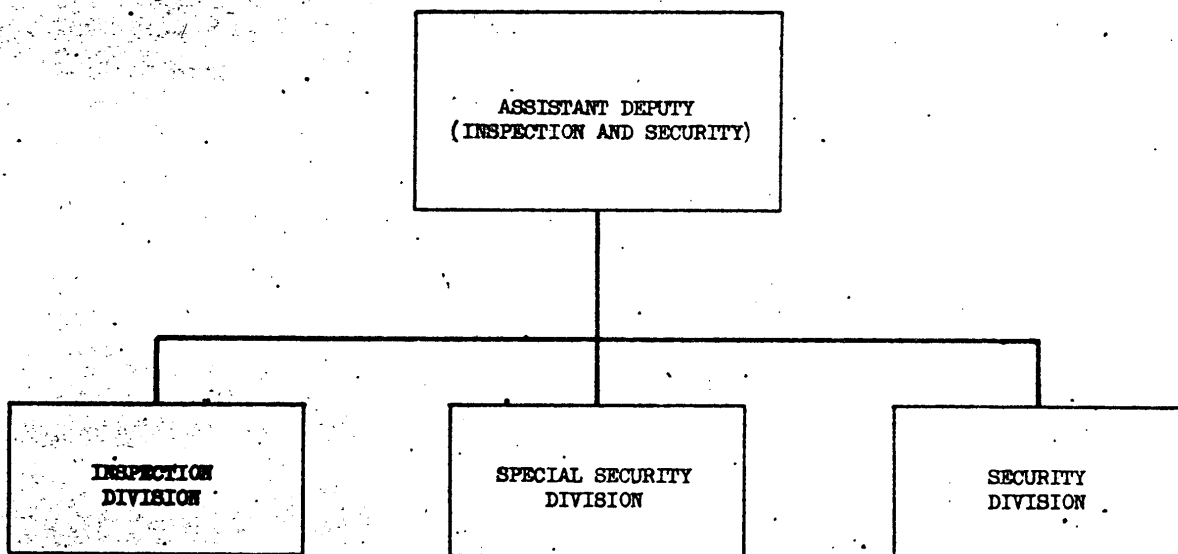 ASSISTANT DEPUTY
(INSPECTION AND SECURITY)
INSPECTION
DIVISION
SPECIAL SECURITY
DIVISION
SECURITY
DIVISION